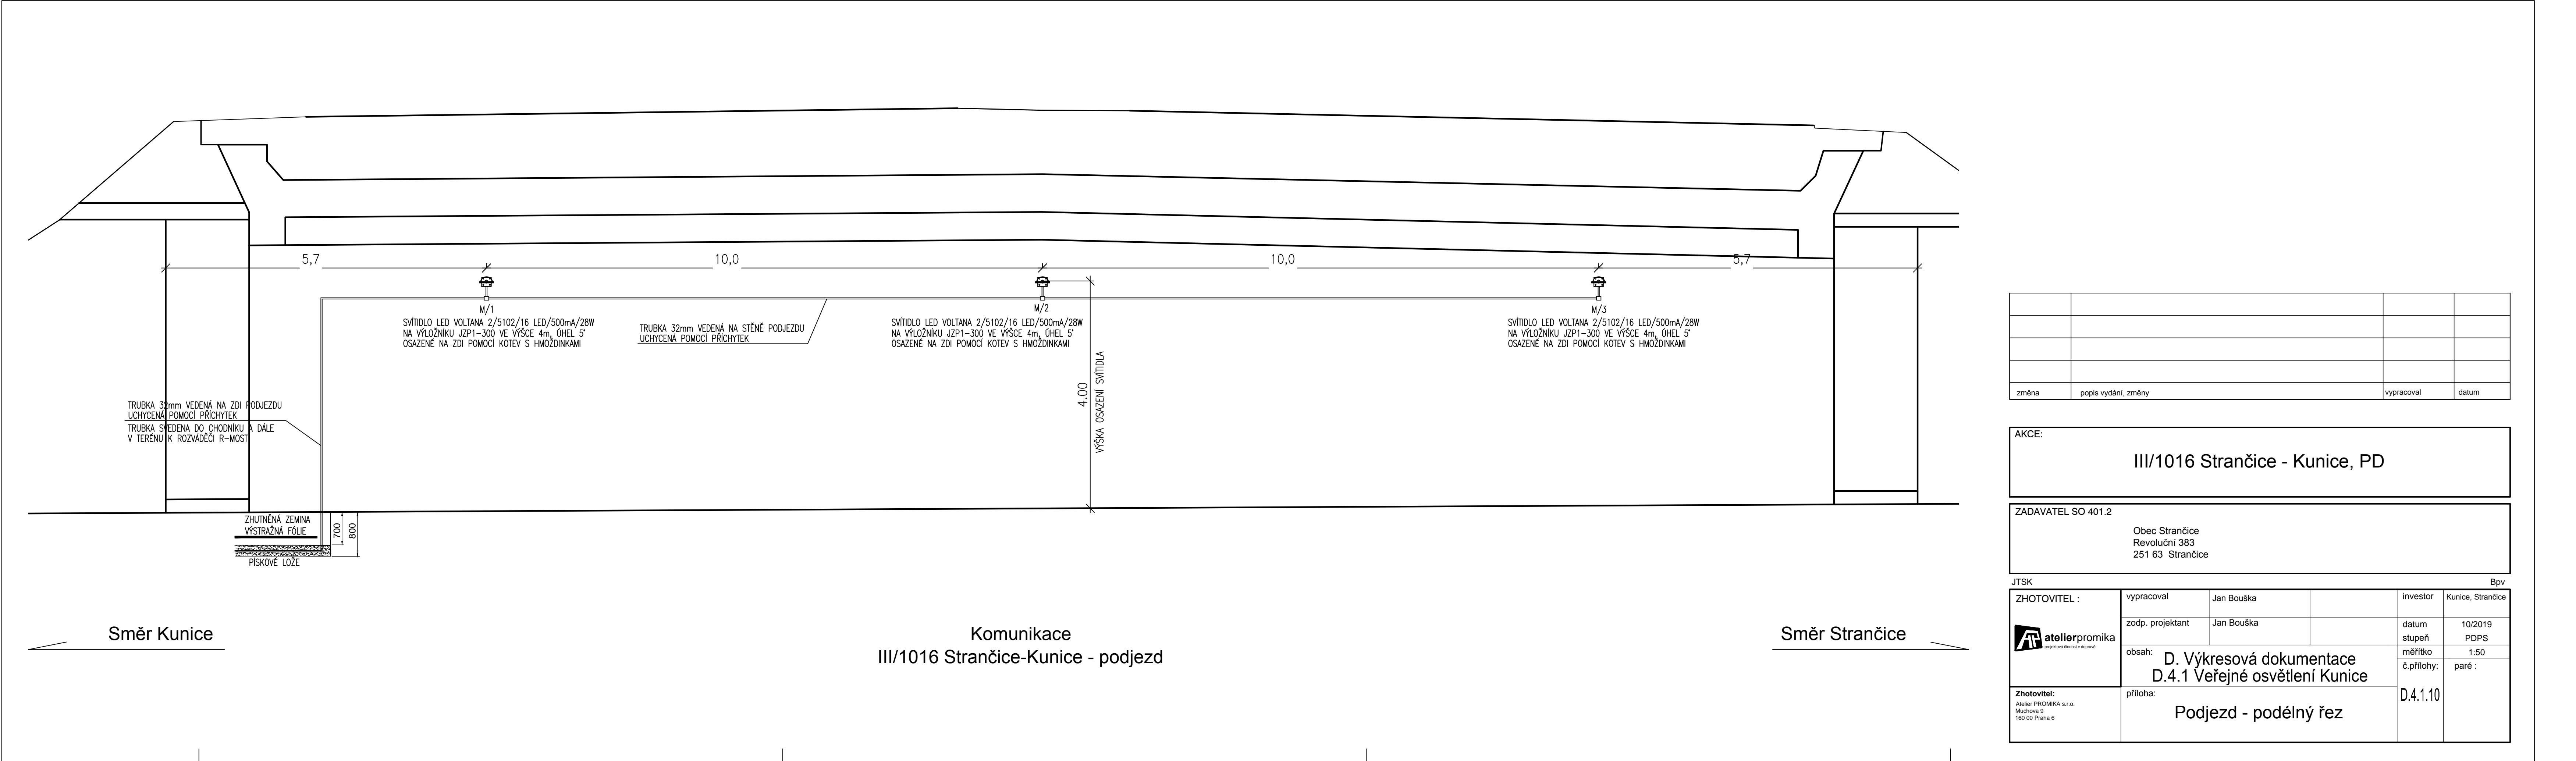 5,7
10,0
10,0
5,7
M/1
SVÍTIDLO LED VOLTANA 2/5102/16 LED/500mA/28W
NA VÝLOŽNÍKU JZP1-300 VE VÝŠCE 4m, ÚHEL 5°
OSAZENÉ NA ZDI POMOCÍ KOTEV S HMOŽDINKAMI
TRUBKA 32mm VEDENÁ NA STĚNĚ PODJEZDU
UCHYCENÁ POMOCÍ PŘÍCHYTEK
M/2
SVÍTIDLO LED VOLTANA 2/5102/16 LED/500mA/28W
NA VÝLOŽNÍKU JZP1-300 VE VÝŠCE 4m, ÚHEL 5°
OSAZENÉ NA ZDI POMOCÍ KOTEV S HMOŽDINKAMI
M/3
SVÍTIDLO LED VOLTANA 2/5102/16 LED/500mA/28W
NA VÝLOŽNÍKU JZP1-300 VE VÝŠCE 4m, ÚHEL 5°
OSAZENÉ NA ZDI POMOCÍ KOTEV S HMOŽDINKAMI
4.00
VÝŠKA OSAZENÍ SVÍTIDLA
TRUBKA 32mm VEDENÁ NA ZDI PODJEZDU
UCHYCENÁ POMOCÍ PŘÍCHYTEK
TRUBKA SVEDENA DO CHODNÍKU A DÁLE
V TERÉNU K ROZVÁDĚČI R-MOST
ZHUTNĚNÁ ZEMINA
VÝSTRAŽNÁ FÓLIE
700
800
PÍSKOVÉ LOŽE
Směr Kunice
Komunikace
III/1016 Strančice-Kunice - podjezd
Směr Strančice
změna popis vydání, změny vypracoval datum
AKCE:
III/1016 Strančice - Kunice, PD
ZADAVATEL SO 401.2
Obec Strančice
Revoluční 383
251 63 Strančice
JTSK Bpv
ZHOTOVITEL :
atelierpromika
projektová činnost v dopravě
vypracoval Jan Bouška
zodp. projektant Jan Bouška
investor Kunice, Strančice
datum 10/2019
stupeň PDPS
měřítko 1:50
č.přílohy: paré :
D.4.1.10
obsah:
D. Výkresová dokumentace
D.4.1 Veřejné osvětlení Kunice
Zhotovitel:
Atelier PROMIKA s.r.o.
Muchova 9
160 00 Praha 6
příloha:
Podjezd - podélný řez